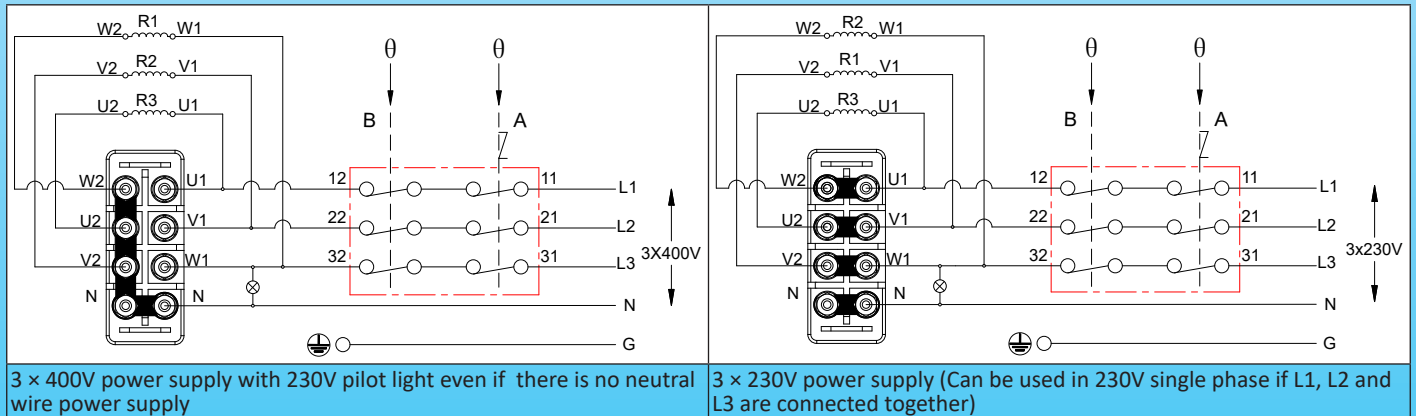 W2 R1 W1
V2 R2 V1
U2 R3 U1
θ θ
B A
W2 U1 12 11 L1
U2 V1 22 21 L2
V2 W1 32 31 L3
3X400V
N N N
G
3 × 400V power supply with 230V pilot light even if there is no neutral
wire power supply
W2 R2 W1
V2 R1 V1
U2 R3 U1
θ θ
B A
W2 U1 12 11 L1
U2 V1 22 21 L2
V2 W1 32 31 L3
3x230V
N N N
G
3 × 230V power supply (Can be used in 230V single phase if L1, L2 and
L3 are connected together)